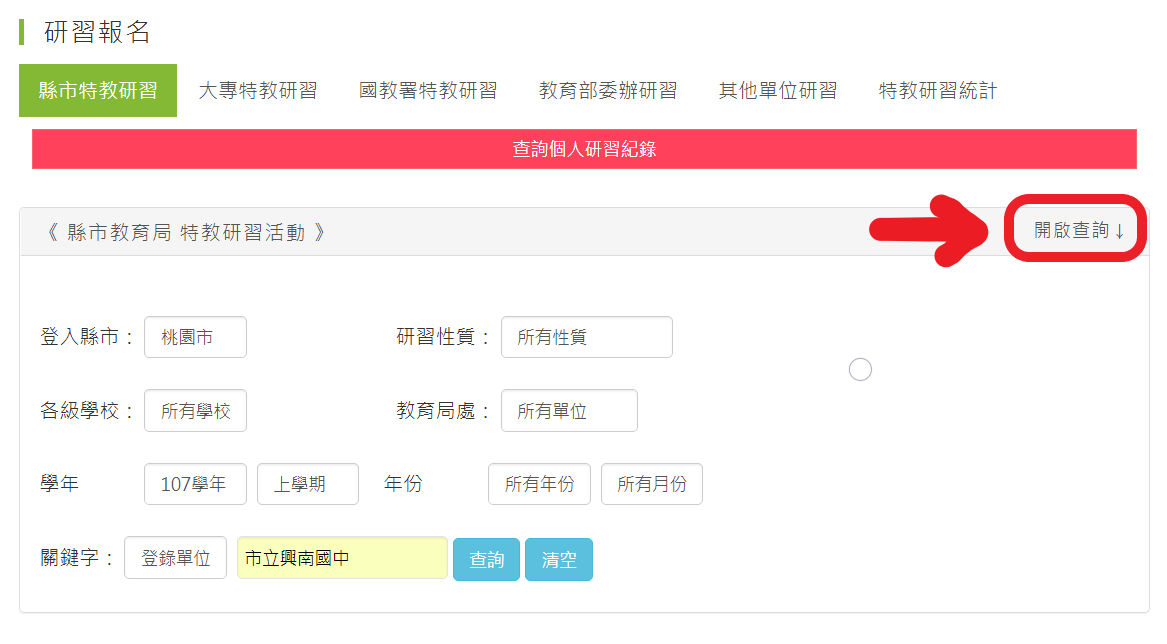 研習報名
縣市特教研習 大專特教研習 國教署特教研習 教育部委辦研習 其他單位研習 特教研習統計
查詢個人研習紀錄
《 縣市教育局 特教研習活動 》 開啟查詢↓
登入縣市： 桃園市 研習性質： 所有性質
各級學校： 所有學校 教育局處： 所有單位
學年 107學年 上學期 年份 所有年份 所有月份
關鍵字： 登錄單位 市立興南國中 查詢 清空